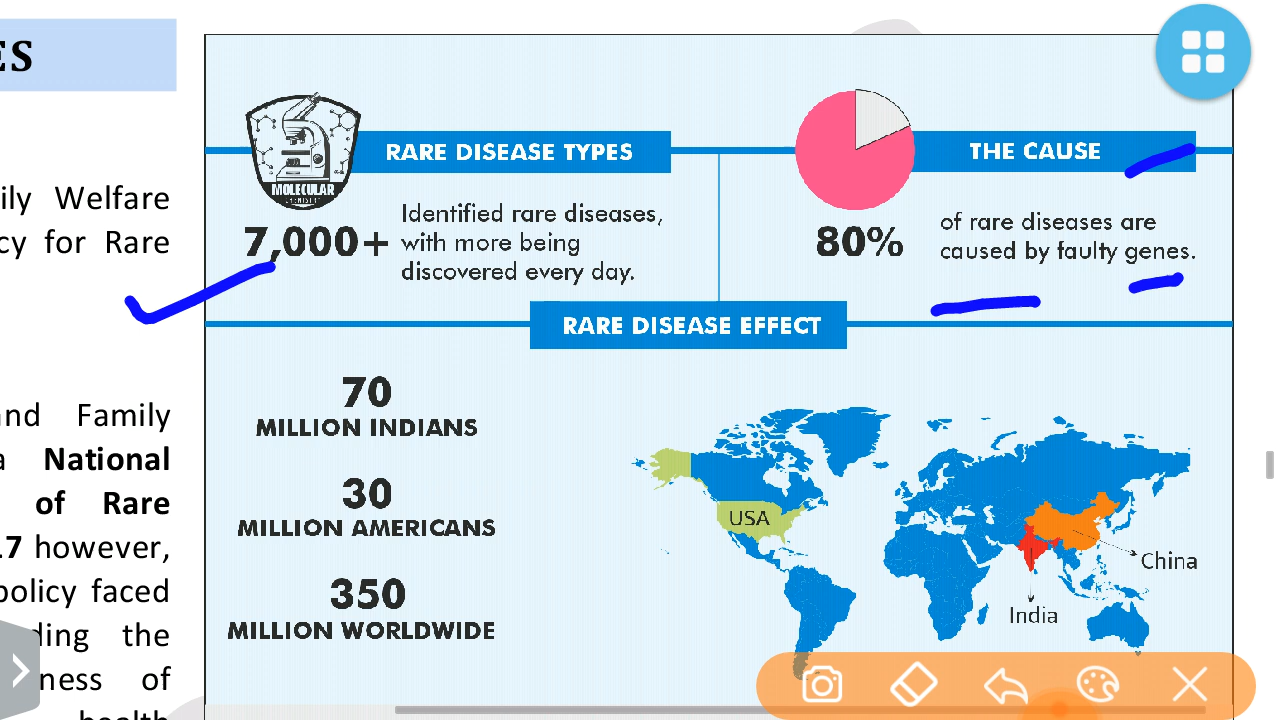 ES
ily Welfare
cy for Rare
and Family
a National
of Rare
.7 however,
policy faced
ding the
ness of
health
MOLECULAR
RARE DISEASE TYPES
7,000+
Identified rare diseases,
with more being
discovered every day.
THE CAUSE
80%
of rare diseases are
caused by faulty genes.
RARE DISEASE EFFECT
70
MILLION INDIANS
30
MILLION AMERICANS
350
MILLION WORLDWIDE
USA
China
India